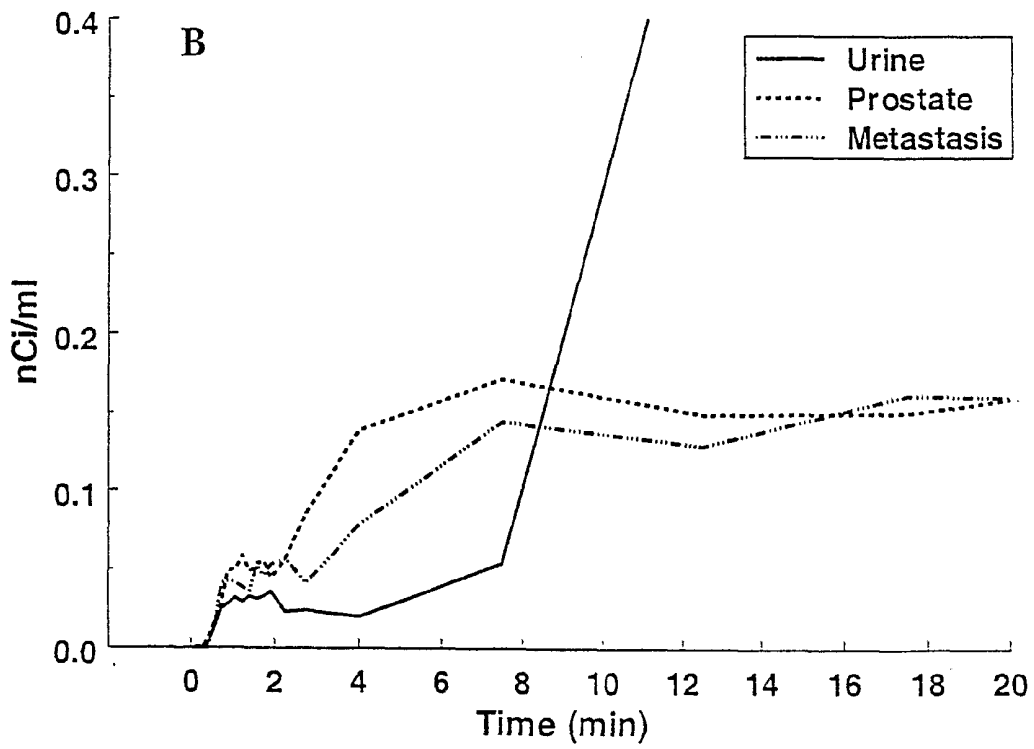 B
Urine
Prostate
Metastasis
nCi/ml
0.4
0.3
0.2
0.1
0.0
0 2 4 6 8 10 12 14 16 18 20
Time (min)